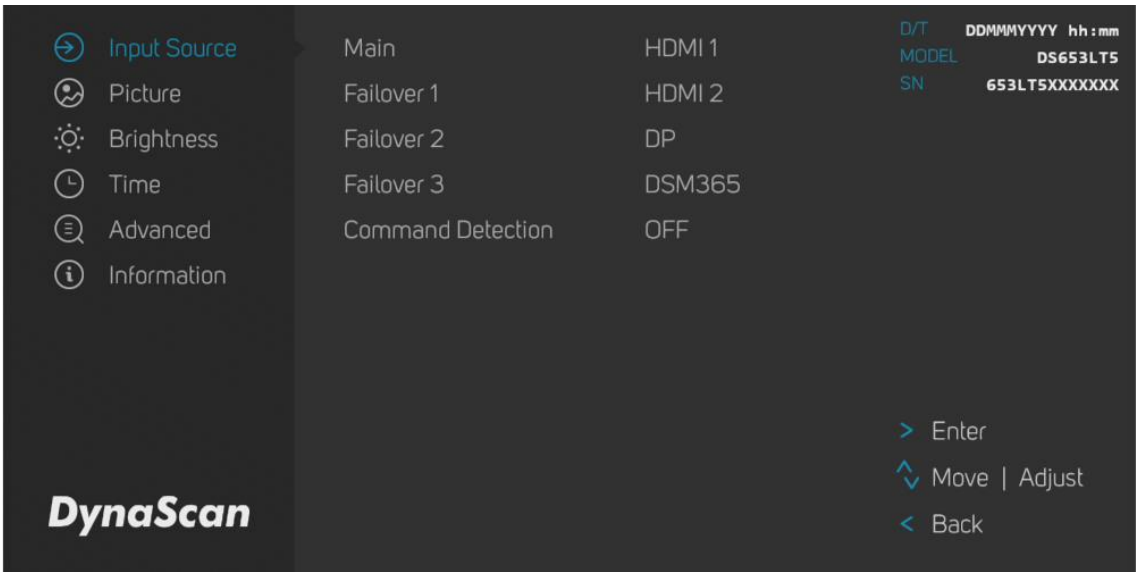 Input Source
Picture
Brightness
Time
Advanced
Information
DynaScan
Main HDMI 1
Failover 1 HDMI 2
Failover 2 DP
Failover 3 DSM365
Command Detection OFF
D/T DDMMMYYYY hh:mm
MODEL DS653LT5
SN 653LT5XXXXXXX
> Enter
Move | Adjust
< Back